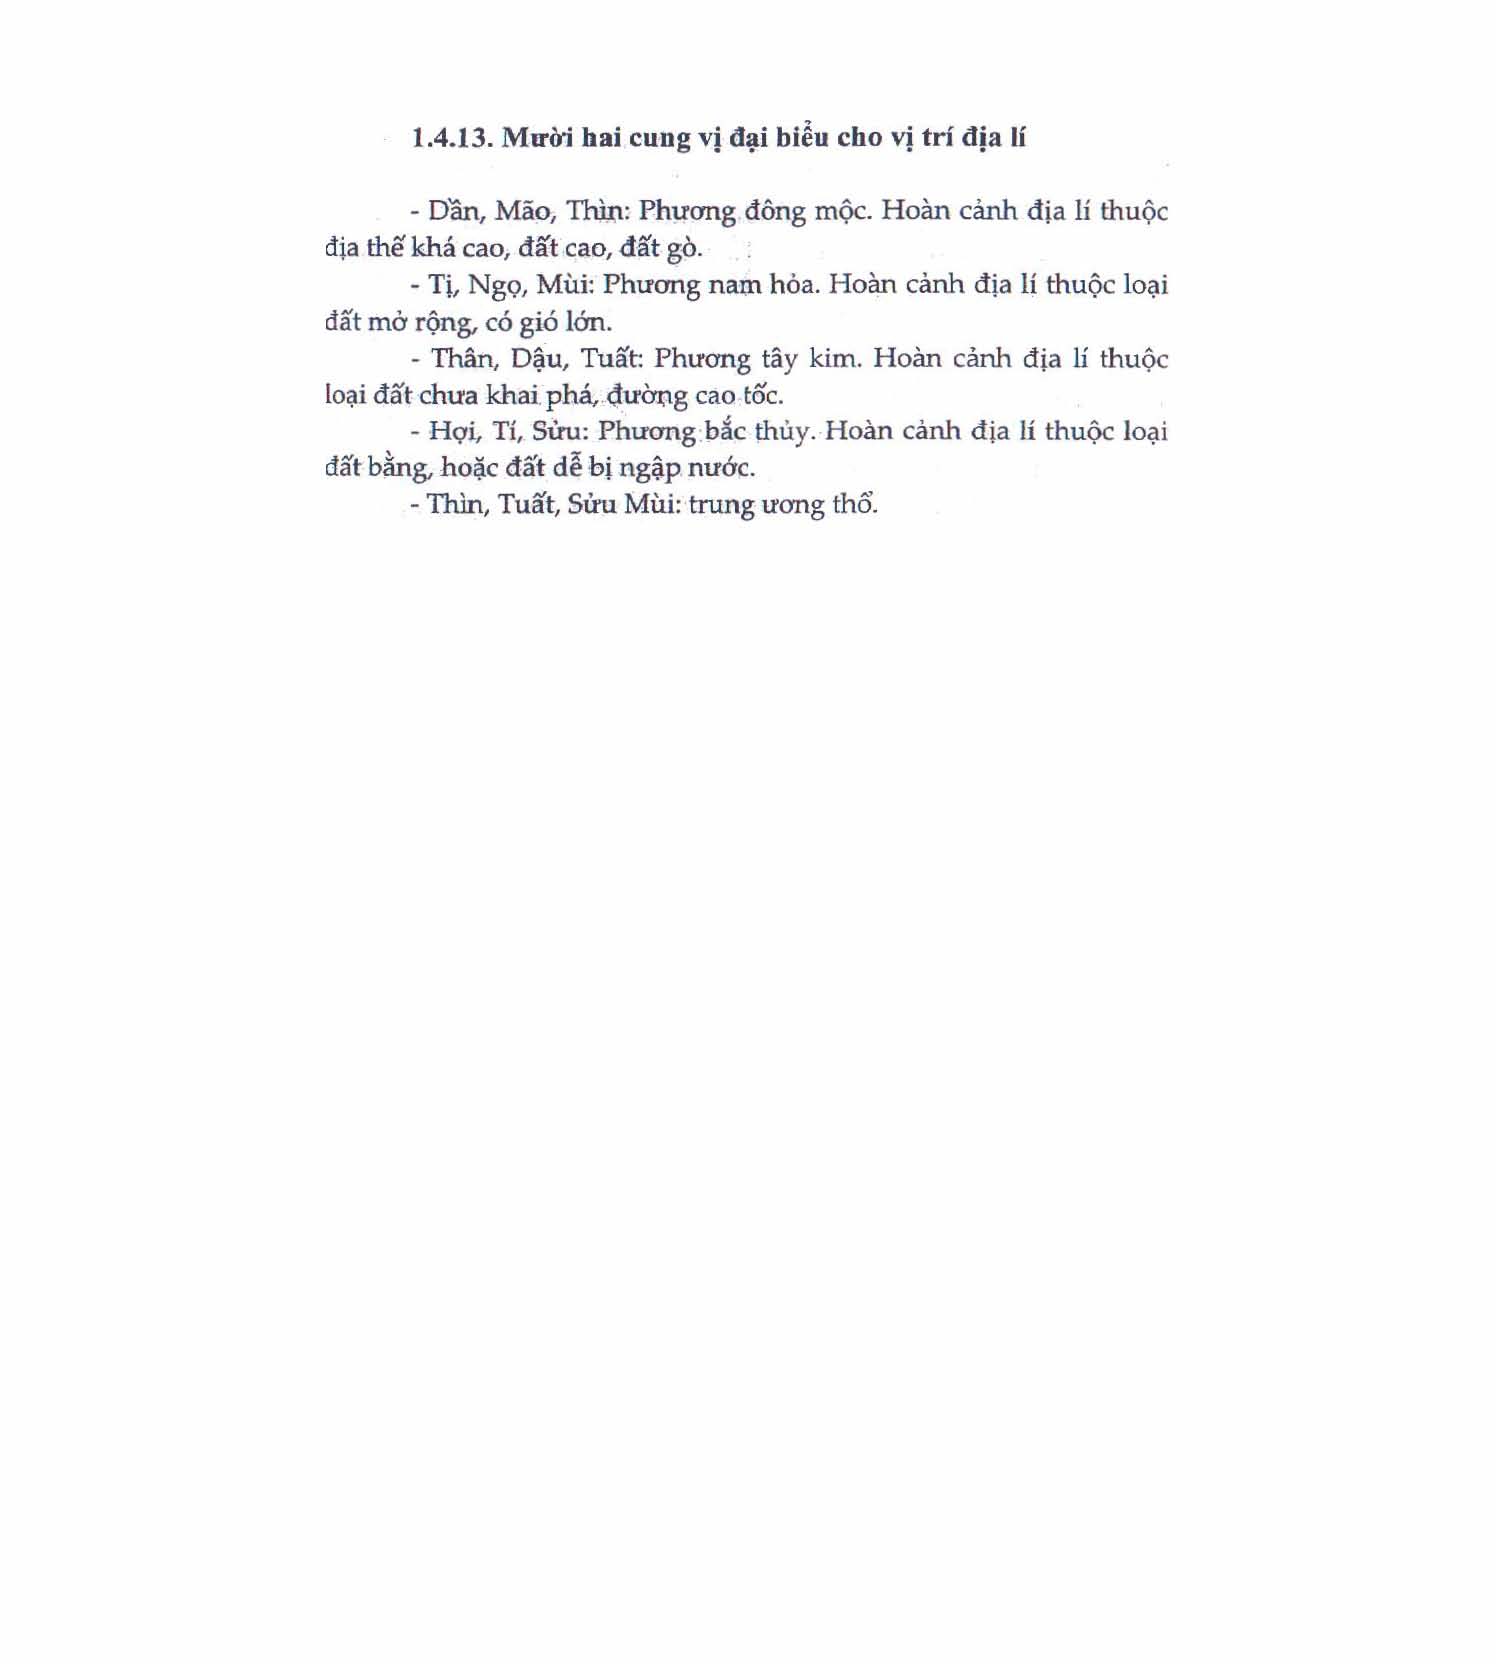 1.4.13. Mười hai cung vị đại biểu cho vị trí địa lí
- Dần, Mão, Thìn: Phương đông mộc. Hoàn cảnh địa lí thuộc
địa thế khá cao, đất cao, đất gò.
- Tị, Ngọ, Mùi: Phương nam hỏa. Hoàn cảnh địa lí thuộc loại
đất mở rộng, có gió lớn.
- Thân, Dậu, Tuất: Phương tây kim. Hoàn cảnh địa lí thuộc
loại đất chưa khai phá, đường cao tốc.
- Hợi, Tí, Sửu: Phương bắc thủy. Hoàn cảnh địa lí thuộc loại
đất bằng, hoặc đất dễ bị ngập nước.
- Thìn, Tuất, Sửu Mùi: trung ương thổ.